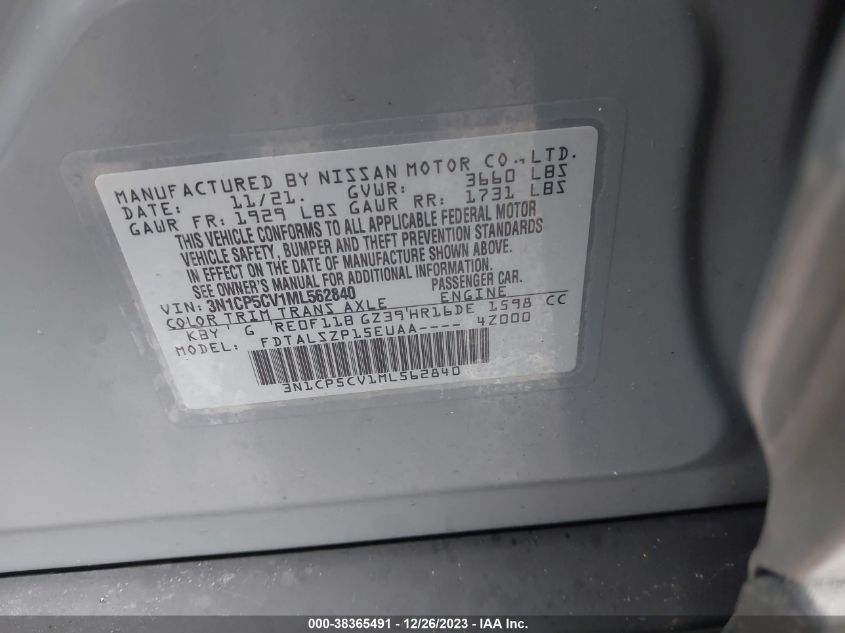 MANUFACTURED BY NISSAN MOTOR CO.,LTD.
DATE: 11/21. GVWR: 3660 LBS
GAWR FR: 1929 LBS GAWR RR: 1731 LBS
THIS VEHICLE CONFORMS TO ALL APPLICABLE FEDERAL MOTOR
VEHICLE SAFETY, BUMPER AND THEFT PREVENTION STANDARDS
IN EFFECT ON THE DATE OF MANUFACTURE SHOWN ABOVE.
SEE OWNER'S MANUAL FOR ADDITIONAL INFORMATION.
VIN: 3N1CP5CV1ML562840 PASSENGER CAR.
COLOR TRIM TRANS AXLE ENGINE
KBY G RE0F11B GZ39 HR16DE 1598 CC
MODEL: FDTALSZP15EUAA---- 4Z000
3N1CP5CV1ML562840
000-38365491 - 12/26/2023 - IAA Inc.